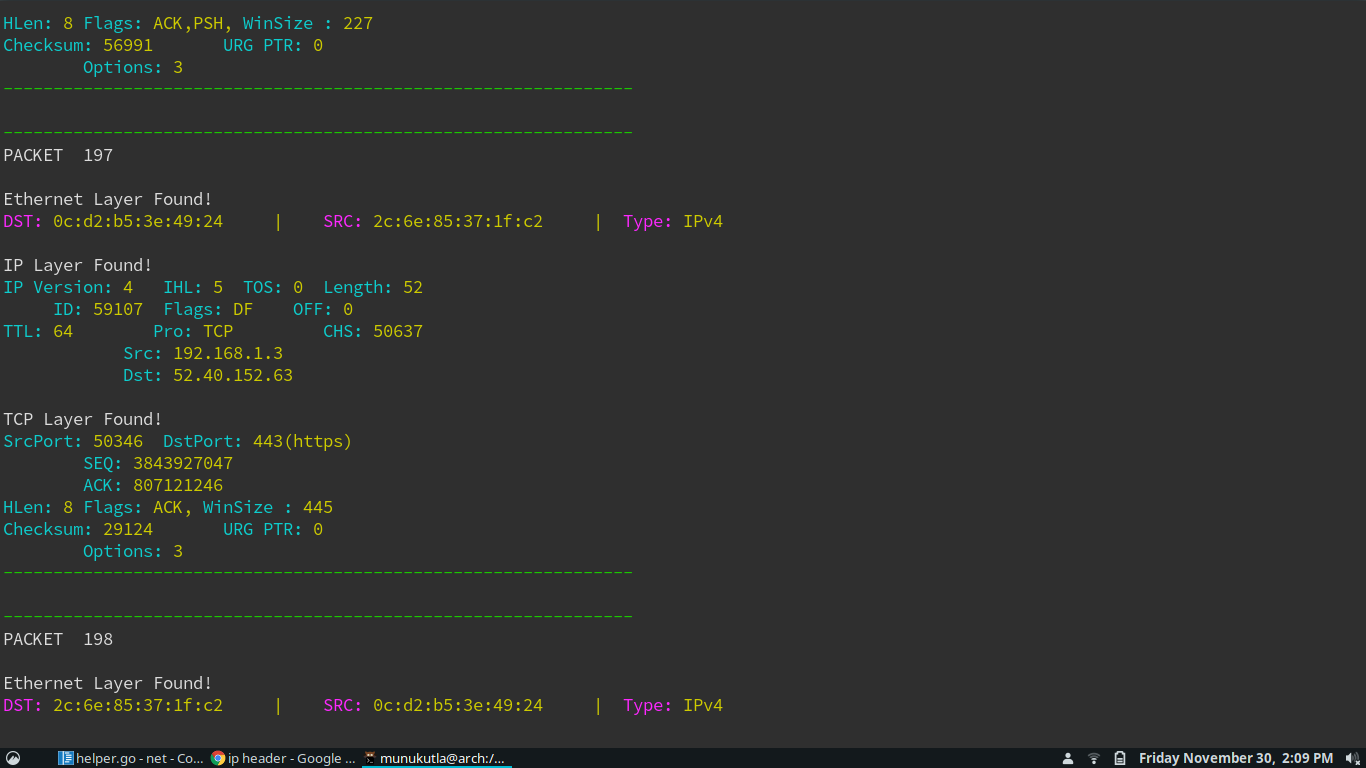 HLen: 8 Flags: ACK,PSH, WinSize : 227
Checksum: 56991 URG PTR: 0
Options: 3
---------------------------------------------------------------
---------------------------------------------------------------
PACKET 197
Ethernet Layer Found!
DST: 0c:d2:b5:3e:49:24 | SRC: 2c:6e:85:37:1f:c2 | Type: IPv4
IP Layer Found!
IP Version: 4 IHL: 5 TOS: 0 Length: 52
ID: 59107 Flags: DF OFF: 0
TTL: 64 Pro: TCP CHS: 50637
Src: 192.168.1.3
Dst: 52.40.152.63
TCP Layer Found!
SrcPort: 50346 DstPort: 443(https)
SEQ: 3843927047
ACK: 807121246
HLen: 8 Flags: ACK, WinSize : 445
Checksum: 29124 URG PTR: 0
Options: 3
---------------------------------------------------------------
---------------------------------------------------------------
PACKET 198
Ethernet Layer Found!
DST: 2c:6e:85:37:1f:c2 | SRC: 0c:d2:b5:3e:49:24 | Type: IPv4
helper.go - net - Co... ip header - Google ... munukutla@arch:/... Friday November 30, 2:09 PM